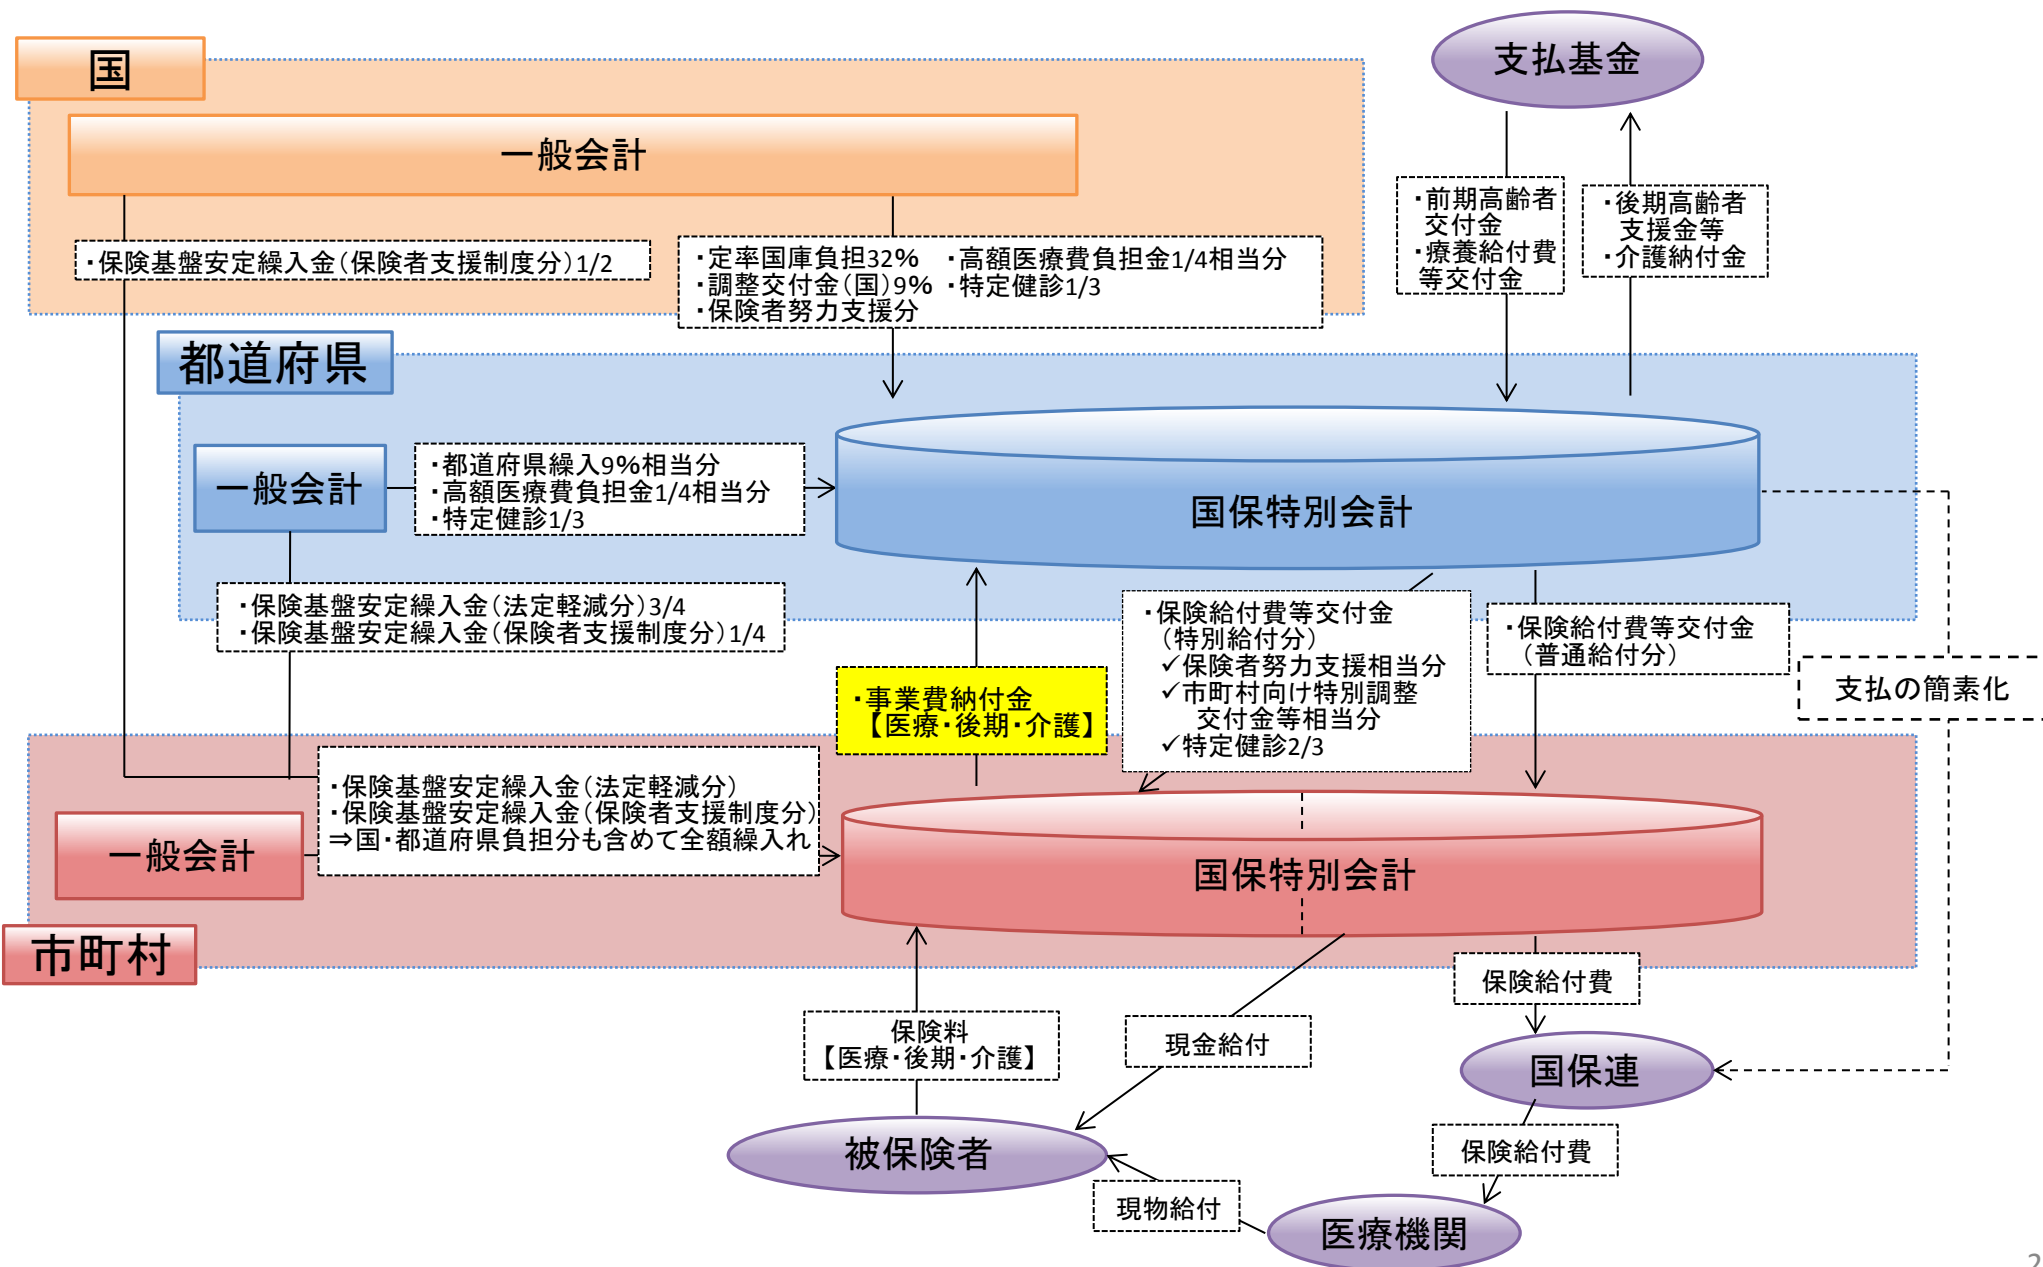 国
支払基金
一般会計
・前期高齢者
交付金
・療養給付費
等交付金
・後期高齢者
支援金等
・介護納付金
・保険基盤安定繰入金（保険者支援制度分）1/2
・定率国庫負担32%　・高額医療費負担金1/4相当分
・調整交付金（国）9%　・特定健診1/3
・保険者努力支援分
都道府県
一般会計
・都道府県繰入9%相当分
・高額医療費負担金1/4相当分
・特定健診1/3
国保特別会計
・保険基盤安定繰入金（法定軽減分）3/4
・保険基盤安定繰入金（保険者支援制度分）1/4
・保険給付費等交付金
（特別給付分）
✓保険者努力支援相当分
✓市町村向け特別調整
交付金等相当分
✓特定健診2/3
・保険給付費等交付金
（普通給付分）
支払の簡素化
・事業費納付金
【医療・後期・介護】
・保険基盤安定繰入金（法定軽減分）
・保険基盤安定繰入金（保険者支援制度分）
⇒国・都道府県負担分も含めて全額繰入れ
一般会計
国保特別会計
市町村
保険給付費
保険料
【医療・後期・介護】
現金給付
国保連
被保険者
保険給付費
現物給付
医療機関
2